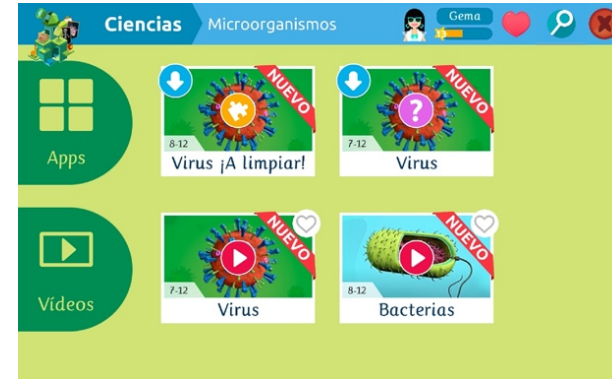 Ciencias
Microorganismos
Gema
Apps
NUEVO
8-12
Virus ¡A limpiar!
NUEVO
?
7-12
Virus
Vídeos
NUEVO
7-12
Virus
NUEVO
8-12
Bacterias